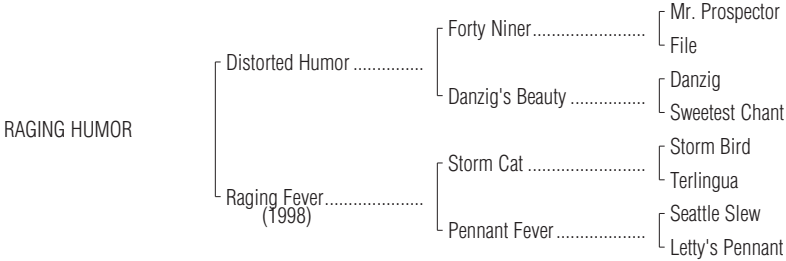 Mr. Prospector
Forty Niner........................
File
Distorted Humor ...............
Danzig
Danzig's Beauty ................
Sweetest Chant
RAGING HUMOR
Storm Bird
Storm Cat .........................
Terlingua
Raging Fever.....................
(1998)
Seattle Slew
Pennant Fever...................
Letty's Pennant